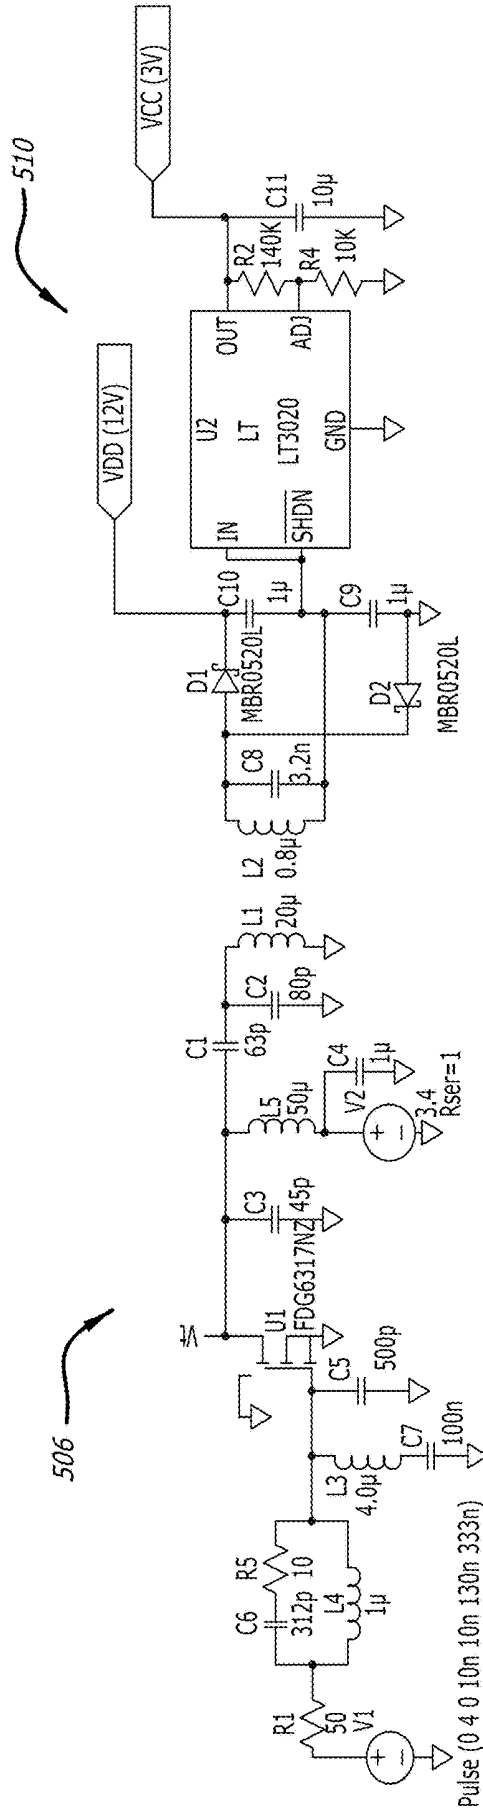 506
510
R1
50
V1
Pulse (0 4 0 10n 10n 130n 333n)
C6
312p
R5
10
L4
1µ
L3
4.0µ
C7
100n
C5
500p
U1
FDG6317NZ
Vt
C3
45p
L5
50µ
V2
3.4
Rser=1
C4
1µ
C1
63p
C2
80p
L1
20µ
L2
0.8µ
C8
3.2n
D1
MBR0520L
D2
MBR0520L
C10
1µ
C9
1µ
VDD (12V)
IN
SHDN
U2
LT
LT3020
GND
OUT
ADJ
R2
140K
R4
10K
C11
10µ
VCC (3V)